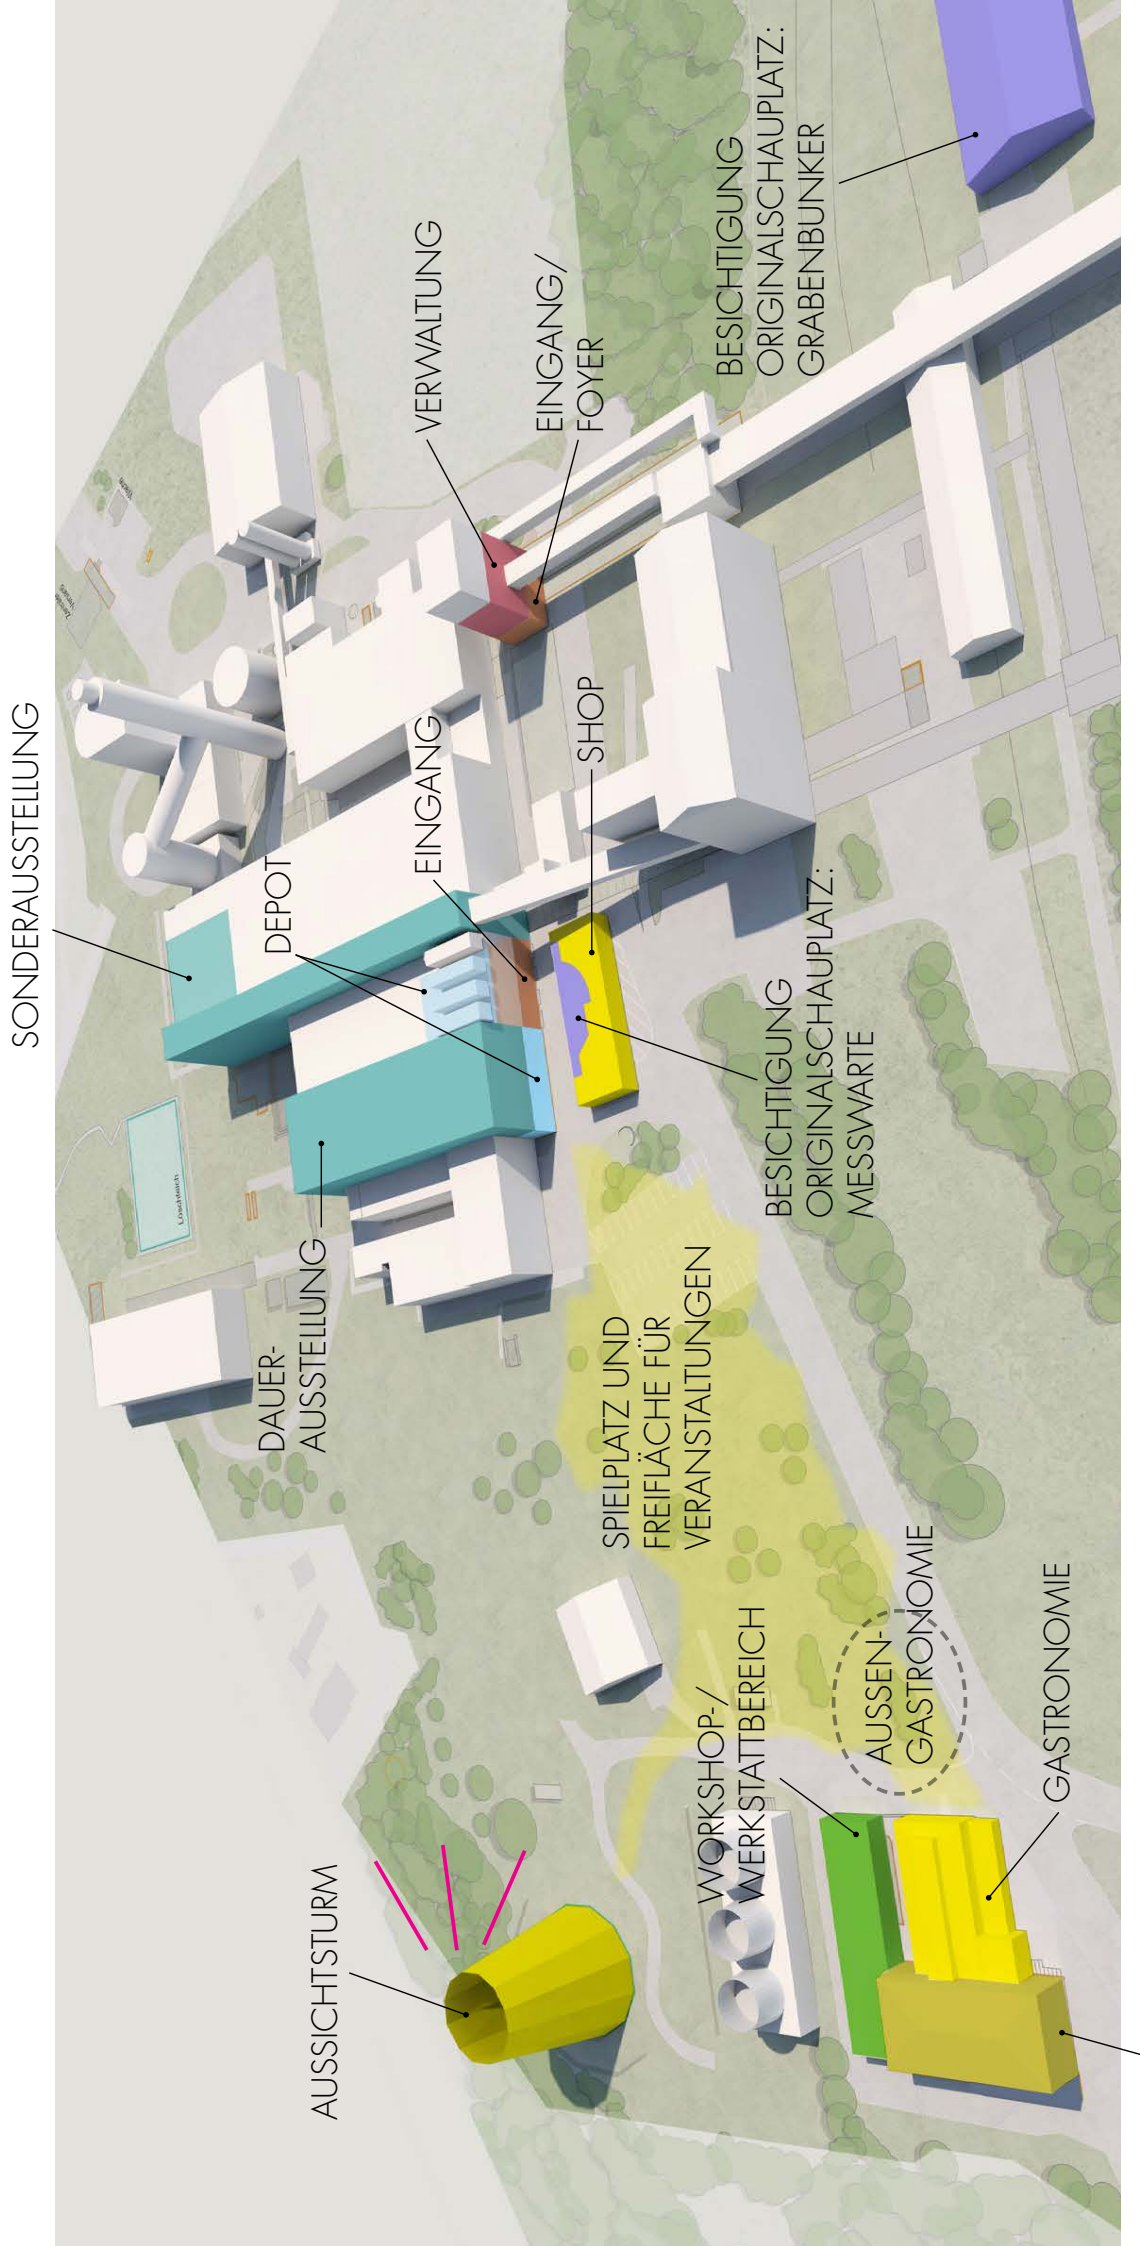 SONDERAUSSTELLUNG
AUSSICHTSTURM
DAUER-
AUSSTELLUNG
DEPOT
EINGANG
VERWALTUNG
EINGANG/
FOYER
SHOP
SPIELPLATZ UND
FREIFLÄCHE FÜR
VERANSTALTUNGEN
WORKSHOP-/
WERKSTATTBEREICH
BESICHTIGUNG
ORIGINALSCHAUPLATZ:
MESSWARTE
BESICHTIGUNG
ORIGINALSCHAUPLATZ:
GRABENBUNKER
AUSSEN-
GASTRONOMIE
GASTRONOMIE
Löschteich